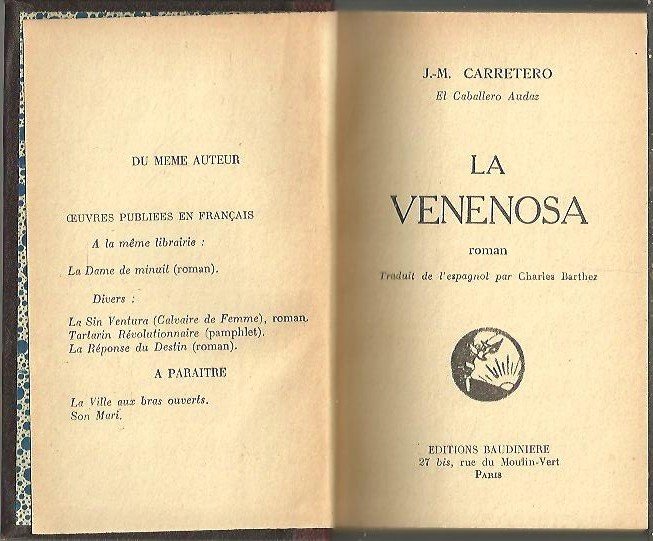 DU MEME AUTEUR
ŒUVRES PUBLIEES EN FRANÇAIS
A la même librairie :
La Dame de minuit (roman).
Divers :
La Sin Ventura (Calvaire de Femme), roman.
Tartarin Révolutionnaire (pamphlet).
La Réponse du Destin (roman).
A PARAITRE
La Ville aux bras ouverts.
Son Mari.
J.-M. CARRETERO
El Caballero Audaz
LA
VENENOSA
roman
Traduit de l'espagnol par Charles Barthez
EDITIONS BAUDINIERE
27 bis, rue du Moulin-Vert
PARIS